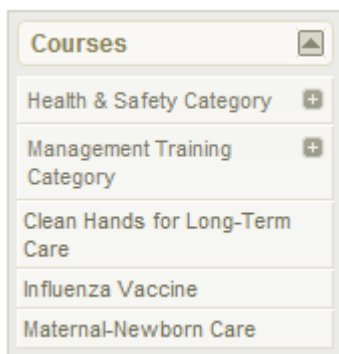 Courses
Health & Safety Category
Management Training
Category
Clean Hands for Long-Term
Care
Influenza Vaccine
Maternal-Newborn Care